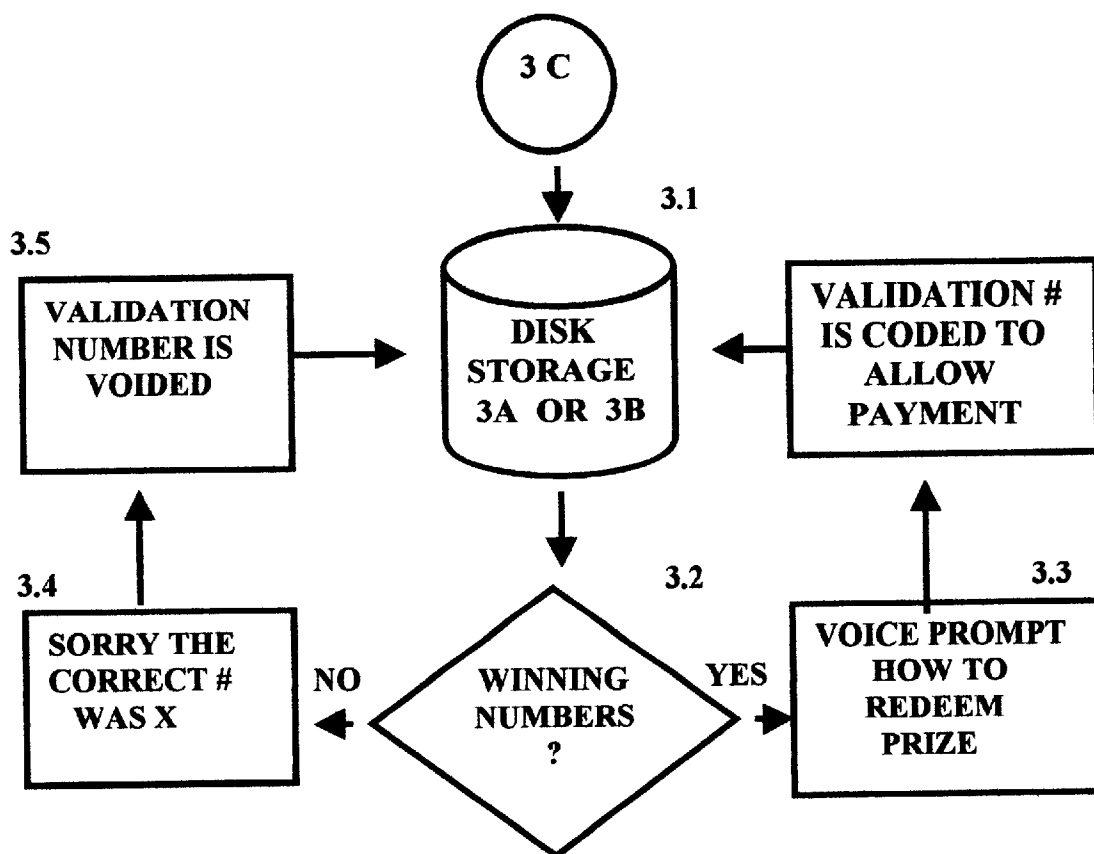 3 C
3.1
3.5
VALIDATION
NUMBER IS
VOIDED
DISK
STORAGE
3A OR 3B
VALIDATION #
IS CODED TO
ALLOW
PAYMENT
3.4
SORRY THE
CORRECT #
WAS X
NO
3.2
WINNING
NUMBERS
?
YES
3.3
VOICE PROMPT
HOW TO
REDEEM
PRIZE